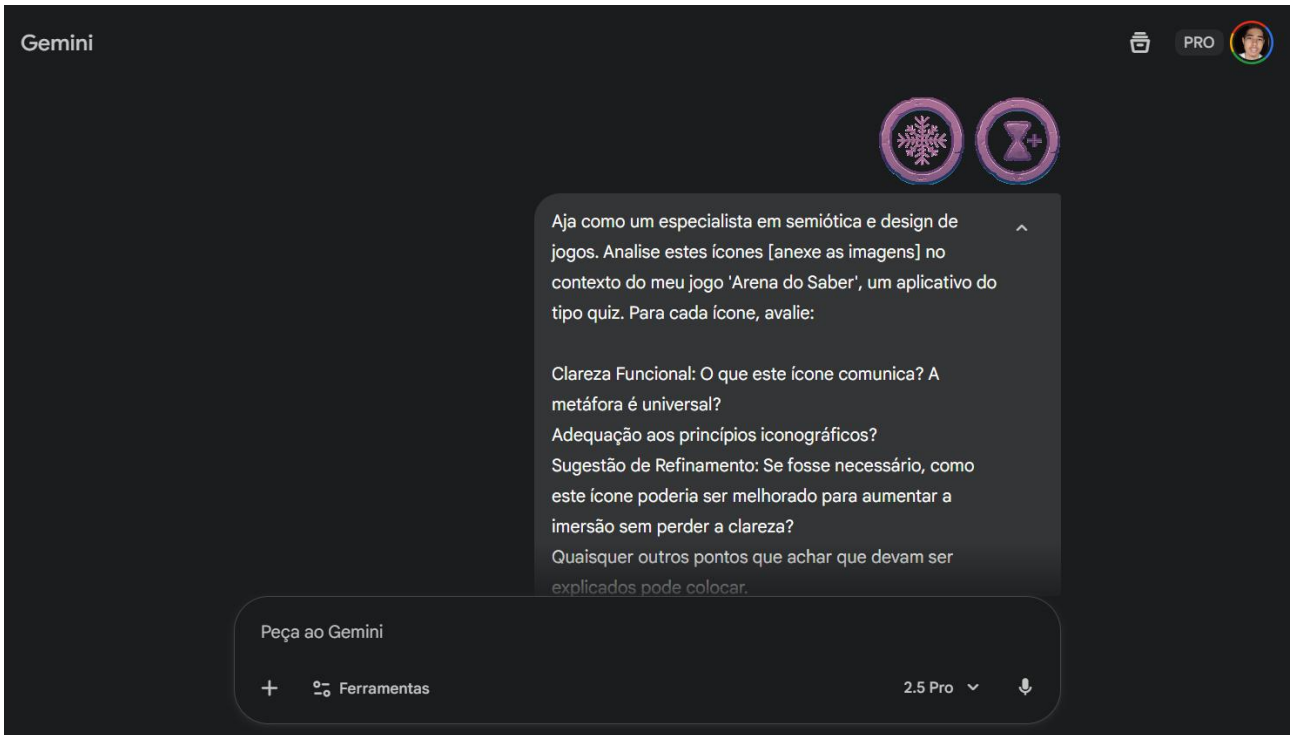 Gemini
PRO
Aja como um especialista em semiótica e design de
jogos. Analise estes ícones [anexe as imagens] no
contexto do meu jogo 'Arena do Saber', um aplicativo do
tipo quiz. Para cada ícone, avalie:
Clareza Funcional: O que este ícone comunica? A
metáfora é universal?
Adequação aos princípios iconográficos?
Sugestão de Refinamento: Se fosse necessário, como
este ícone poderia ser melhorado para aumentar a
imersão sem perder a clareza?
Quaisquer outros pontos que achar que devam ser
explicados pode colocar.
Peça ao Gemini
Ferramentas
2.5 Pro